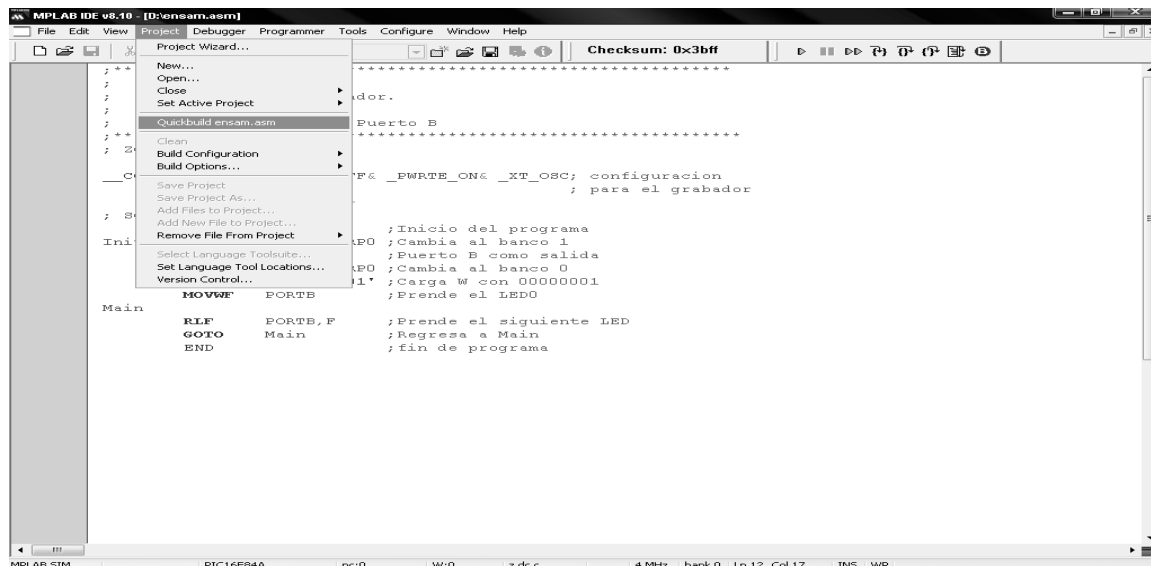 MPLAB IDE v8.10 - [D:\ensam.asm]
File Edit View Project Debugger Programmer Tools Configure Window Help
Checksum: 0x3bff
Project Wizard...
New...
Open...
Close
Set Active Project
Quickbuild ensam.asm
Clean
Build Configuration
Build Options...
Save Project
Save Project As...
Add Files to Project...
Add New File to Project...
Remove File From Project
Select Language Toolsuite...
Set Language Tool Locations...
Version Control...
;**
**************************************
;
; dor.
;
; Puerto B
;**
**************************************
; Z
__C F& _PWRTE_ON& _XT_OSC; configuracion
; para el grabador
; S
;Inicio del programa
Ini P0 ;Cambia al banco 1
;Puerto B como salida
P0 ;Cambia al banco 0
1' ;Carga W con 00000001
MOVWF PORTB ;Prende el LED0
Main
RLF PORTB,F ;Prende el siguiente LED
GOTO Main ;Regresa a Main
END ;fin de programa
MPLAB SIM PIC16F84A pc:0 W:0 z dc c 4 MHz bank 0 Ln 12, Col 17 INS WR